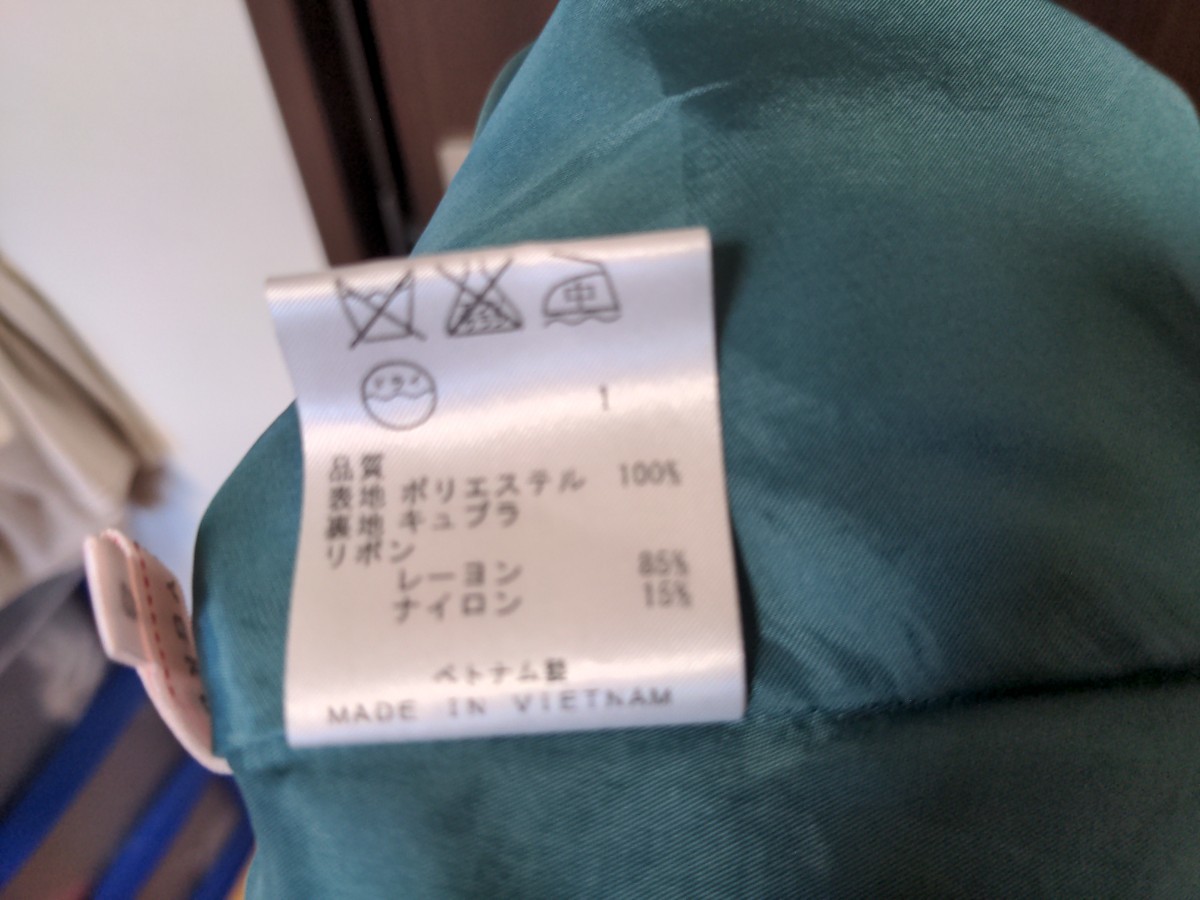 中
ドライ
1
品質
表地 ポリエステル 100%
裏地 キュプラ
リボン
レーヨン 85%
ナイロン 15%
ベトナム製
MADE IN VIETNAM